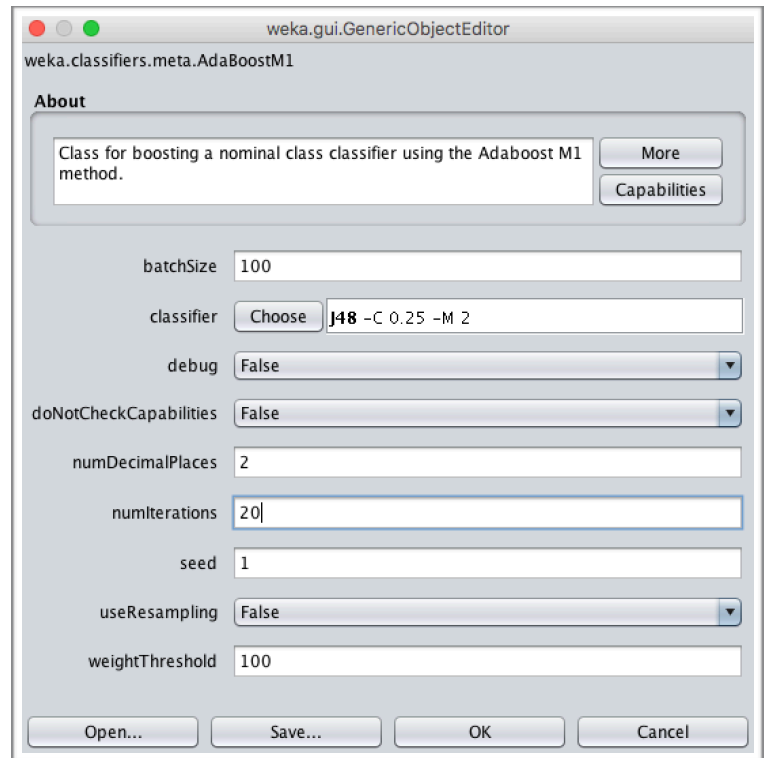 weka.gui.GenericObjectEditor
weka.classifiers.meta.AdaBoostM1
About
Class for boosting a nominal class classifier using the Adaboost M1
method.
More
Capabilities
batchSize 100
classifier Choose J48 -C 0.25 -M 2
debug False
doNotCheckCapabilities False
numDecimalPlaces 2
numIterations 20
seed 1
useResampling False
weightThreshold 100
Open... Save... OK Cancel